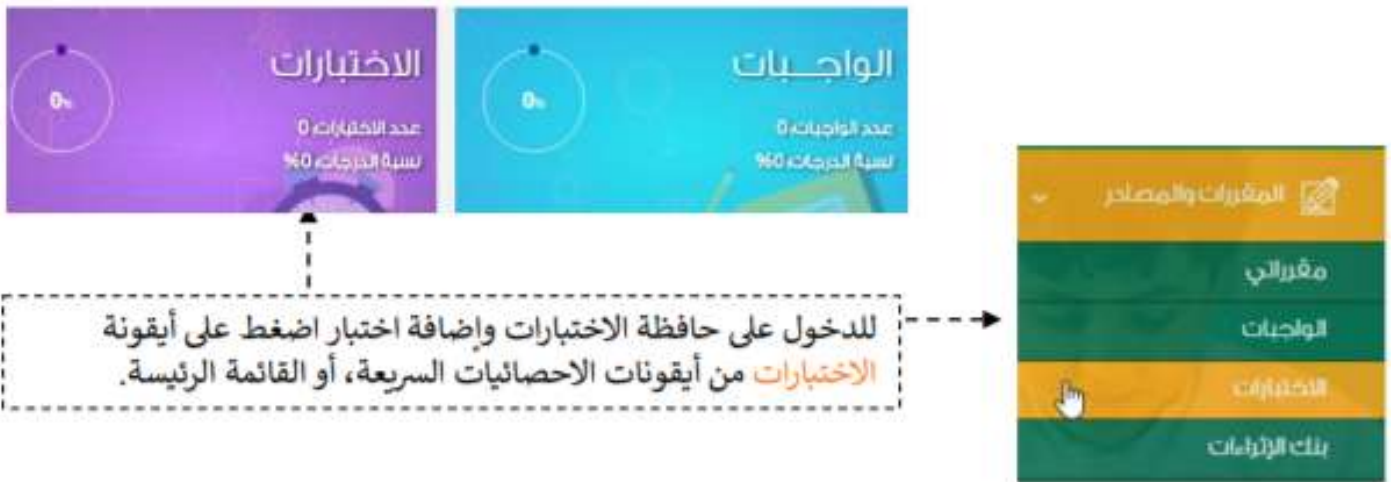 الواجـــبات
0%
عدد الواجبات: 0
نسبة الدرجات: 0%
الاختبارات
0%
عدد الاختبارات: 0
نسبة الدرجات: 0%
المقررات والمصادر
مقرراتي
الواجبات
الاختبارات
بنك الإثراءات
للدخول على حافظة الاختبارات وإضافة اختبار اضغط على أيقونة
الاختبارات من أيقونات الاحصائيات السريعة، أو القائمة الرئيسة.